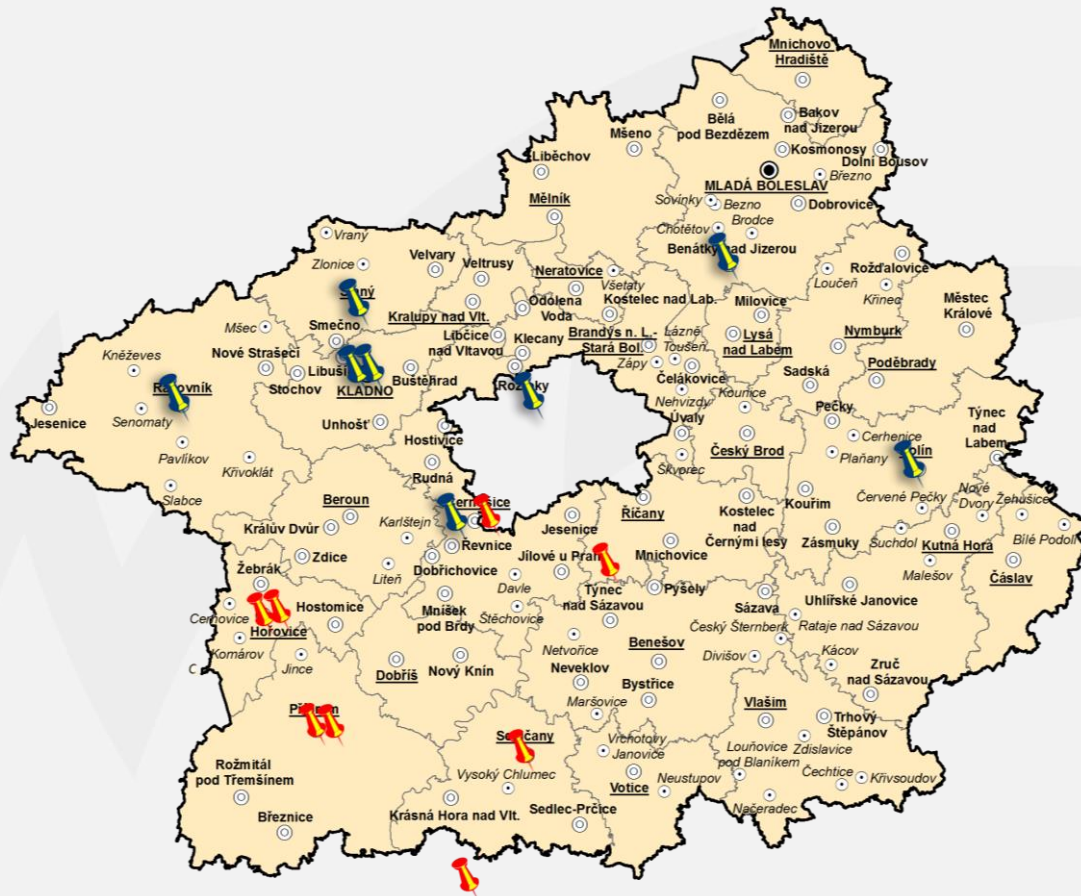 Mnichovo
Hradiště
Bělá
pod Bezdězem
Bakov
nad Jizerou
Mšeno
Kosmonosy
Liběchov
Dolní Bousov
Březno
MLADÁ BOLESLAV
Mělník
Sovinky
Bezno
Dobrovice
Chotětov
Brodce
Vraný
Benátky nad Jizerou
Velvary
Zlonice
Veltrusy
Neratovice
Všetaty
Loučeň
Rožďalovice
Křinec
Odolena
Voda
Kostelec nad Lab.
Milovice
Městec
Králové
Kralupy nad Vlt.
Smečno
Mšec
Libčice
nad Vltavou
Brandýs n. L.-
Stará Bol.
Lázně
Toušeň
Lysá
nad Labem
Nymburk
Kněževes
Nové Strašecí
Klecany
Zápy
Poděbrady
Libuši
Stochov
KLADNO
Buštěhrad
Čelákovice
Sadská
Nehvizdy
Kounice
Jesenice
Senomaty
Unhošť
Úvaly
Pečky
Týnec
nad
Labem
Hostivice
Cerhenice
Pavlíkov
Křivoklát
Škvorec
Český Brod
Plaňany
Rudná
Slabce
Beroun
Kouřim
Červené Pečky
Nové
Dvory
Žehušice
Karlštejn
Říčany
Kostelec
nad
Černými lesy
Králův Dvůr
Jesenice
Zásmuky
Suchdol
Kutná Hora
Bílé Podolí
Řevnice
Zdice
Jílové u Prah
Mnichovice
Žebrák
Dobřichovice
Malešov
Čáslav
Liteň
Davle
Týnec
nad Sázavou
Pyšely
Sázava
Uhlířské Janovice
Hostomice
Mníšek
pod Brdy
Štěchovice
Hořovice
Český Šternberk
Rataje nad Sázavou
Komárov
Netvořice
Benešov
Divišov
Kácov
Jince
Neveklov
Dobříš
Nový Knín
Zruč
nad Sázavou
Bystřice
Maršovice
Vlašim
Trhový
Štěpánov
Vrchotovy
Janovice
Louňovice
pod Blaníkem
Zdislavice
Rožmitál
pod Třemšínem
Vysoký Chlumec
Votice
Neustupov
Čechtice
Křivsoudov
Krásná Hora nad Vlt.
Sedlec-Prčice
Načeradec
Březnice